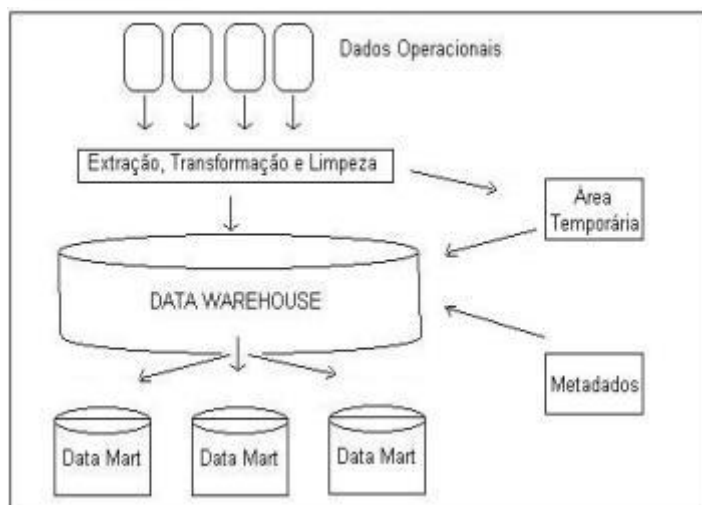 Dados Operacionais
Extração, Transformação e Limpeza
Área
Temporária
DATA WAREHOUSE
Metadados
Data Mart
Data Mart
Data Mart